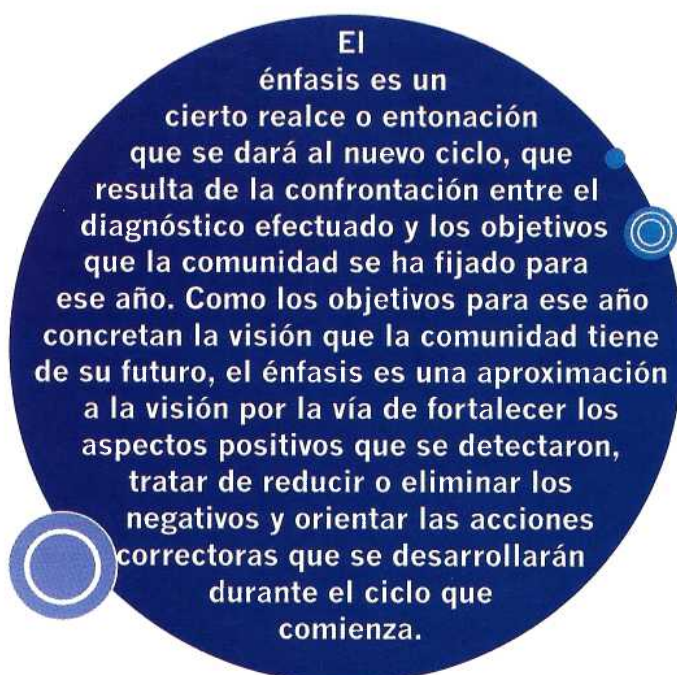 El
énfasis es un
cierto realce o entonación
que se dará al nuevo ciclo, que
resulta de la confrontación entre el
diagnóstico efectuado y los objetivos
que la comunidad se ha fijado para
ese año. Como los objetivos para ese año
concretan la visión que la comunidad tiene
de su futuro, el énfasis es una aproximación
a la visión por la vía de fortalecer los
aspectos positivos que se detectaron,
tratar de reducir o eliminar los
negativos y orientar las acciones
correctoras que se desarrollarán
durante el ciclo que
comienza.